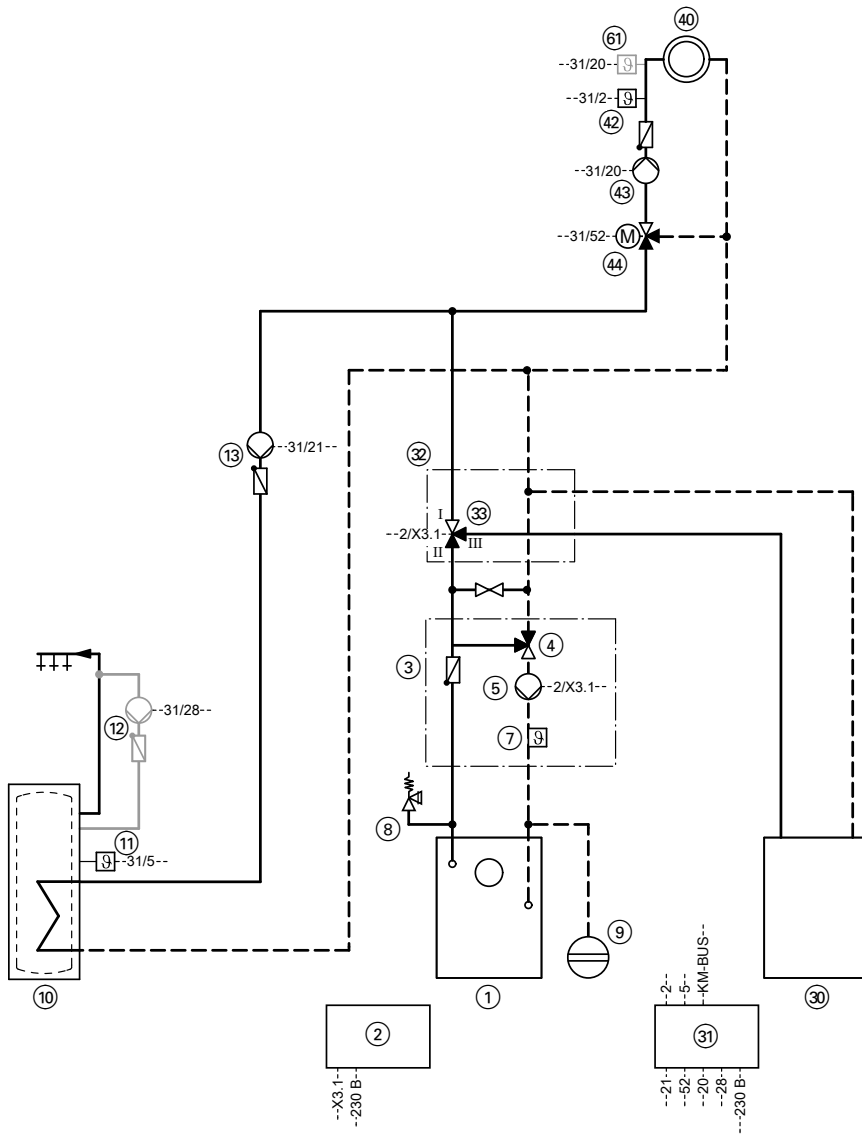 61 40
--31/20--
--31/2--
42
--31/20--
43
--31/52-- M
44
13 --31/21--
32
I 33
--2/X3.1--
II III
3 4
5 --2/X3.1--
7
12 --31/28--
8
11
--31/5--
9
10 1 30
--2--
--5--
--KM-BUS--
2 31
--X3.1--
--230 B--
--21--
--52--
--20--
--28--
--230 B--